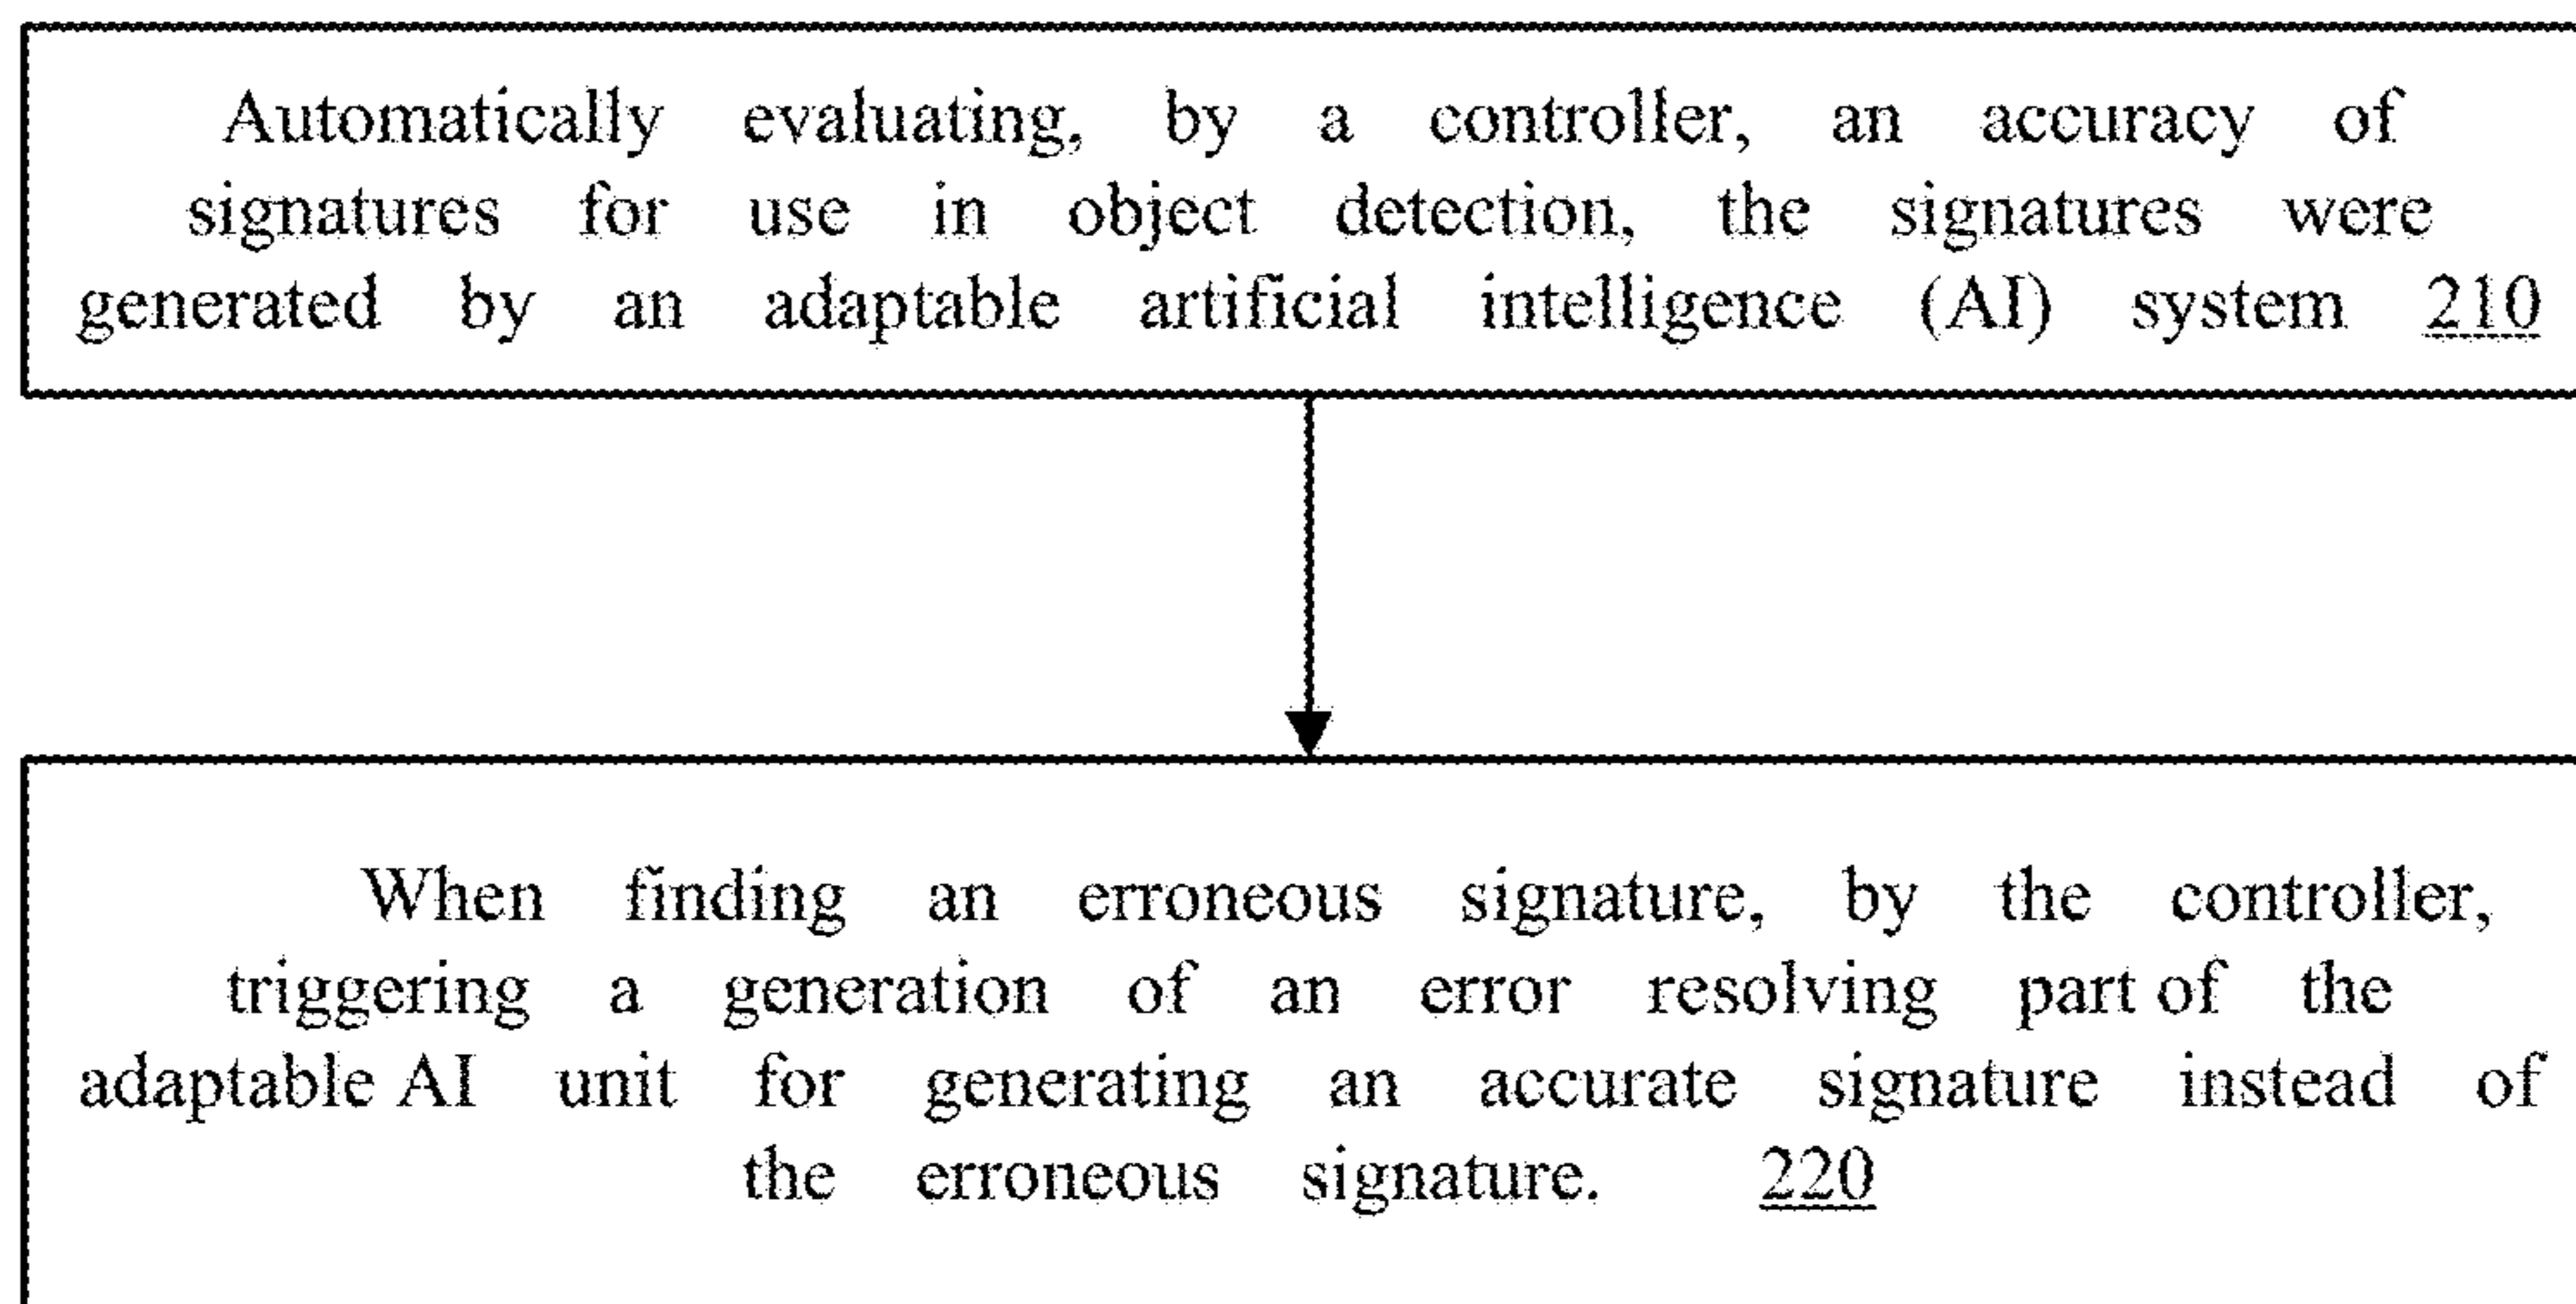 Automatically evaluating, by a controller, an accuracy of
signatures for use in object detection, the signatures were
generated by an adaptable artificial intelligence (AI) system 210
When finding an erroneous signature, by the controller,
triggering a generation of an error resolving part of the
adaptable AI unit for generating an accurate signature instead of
the erroneous signature. 220